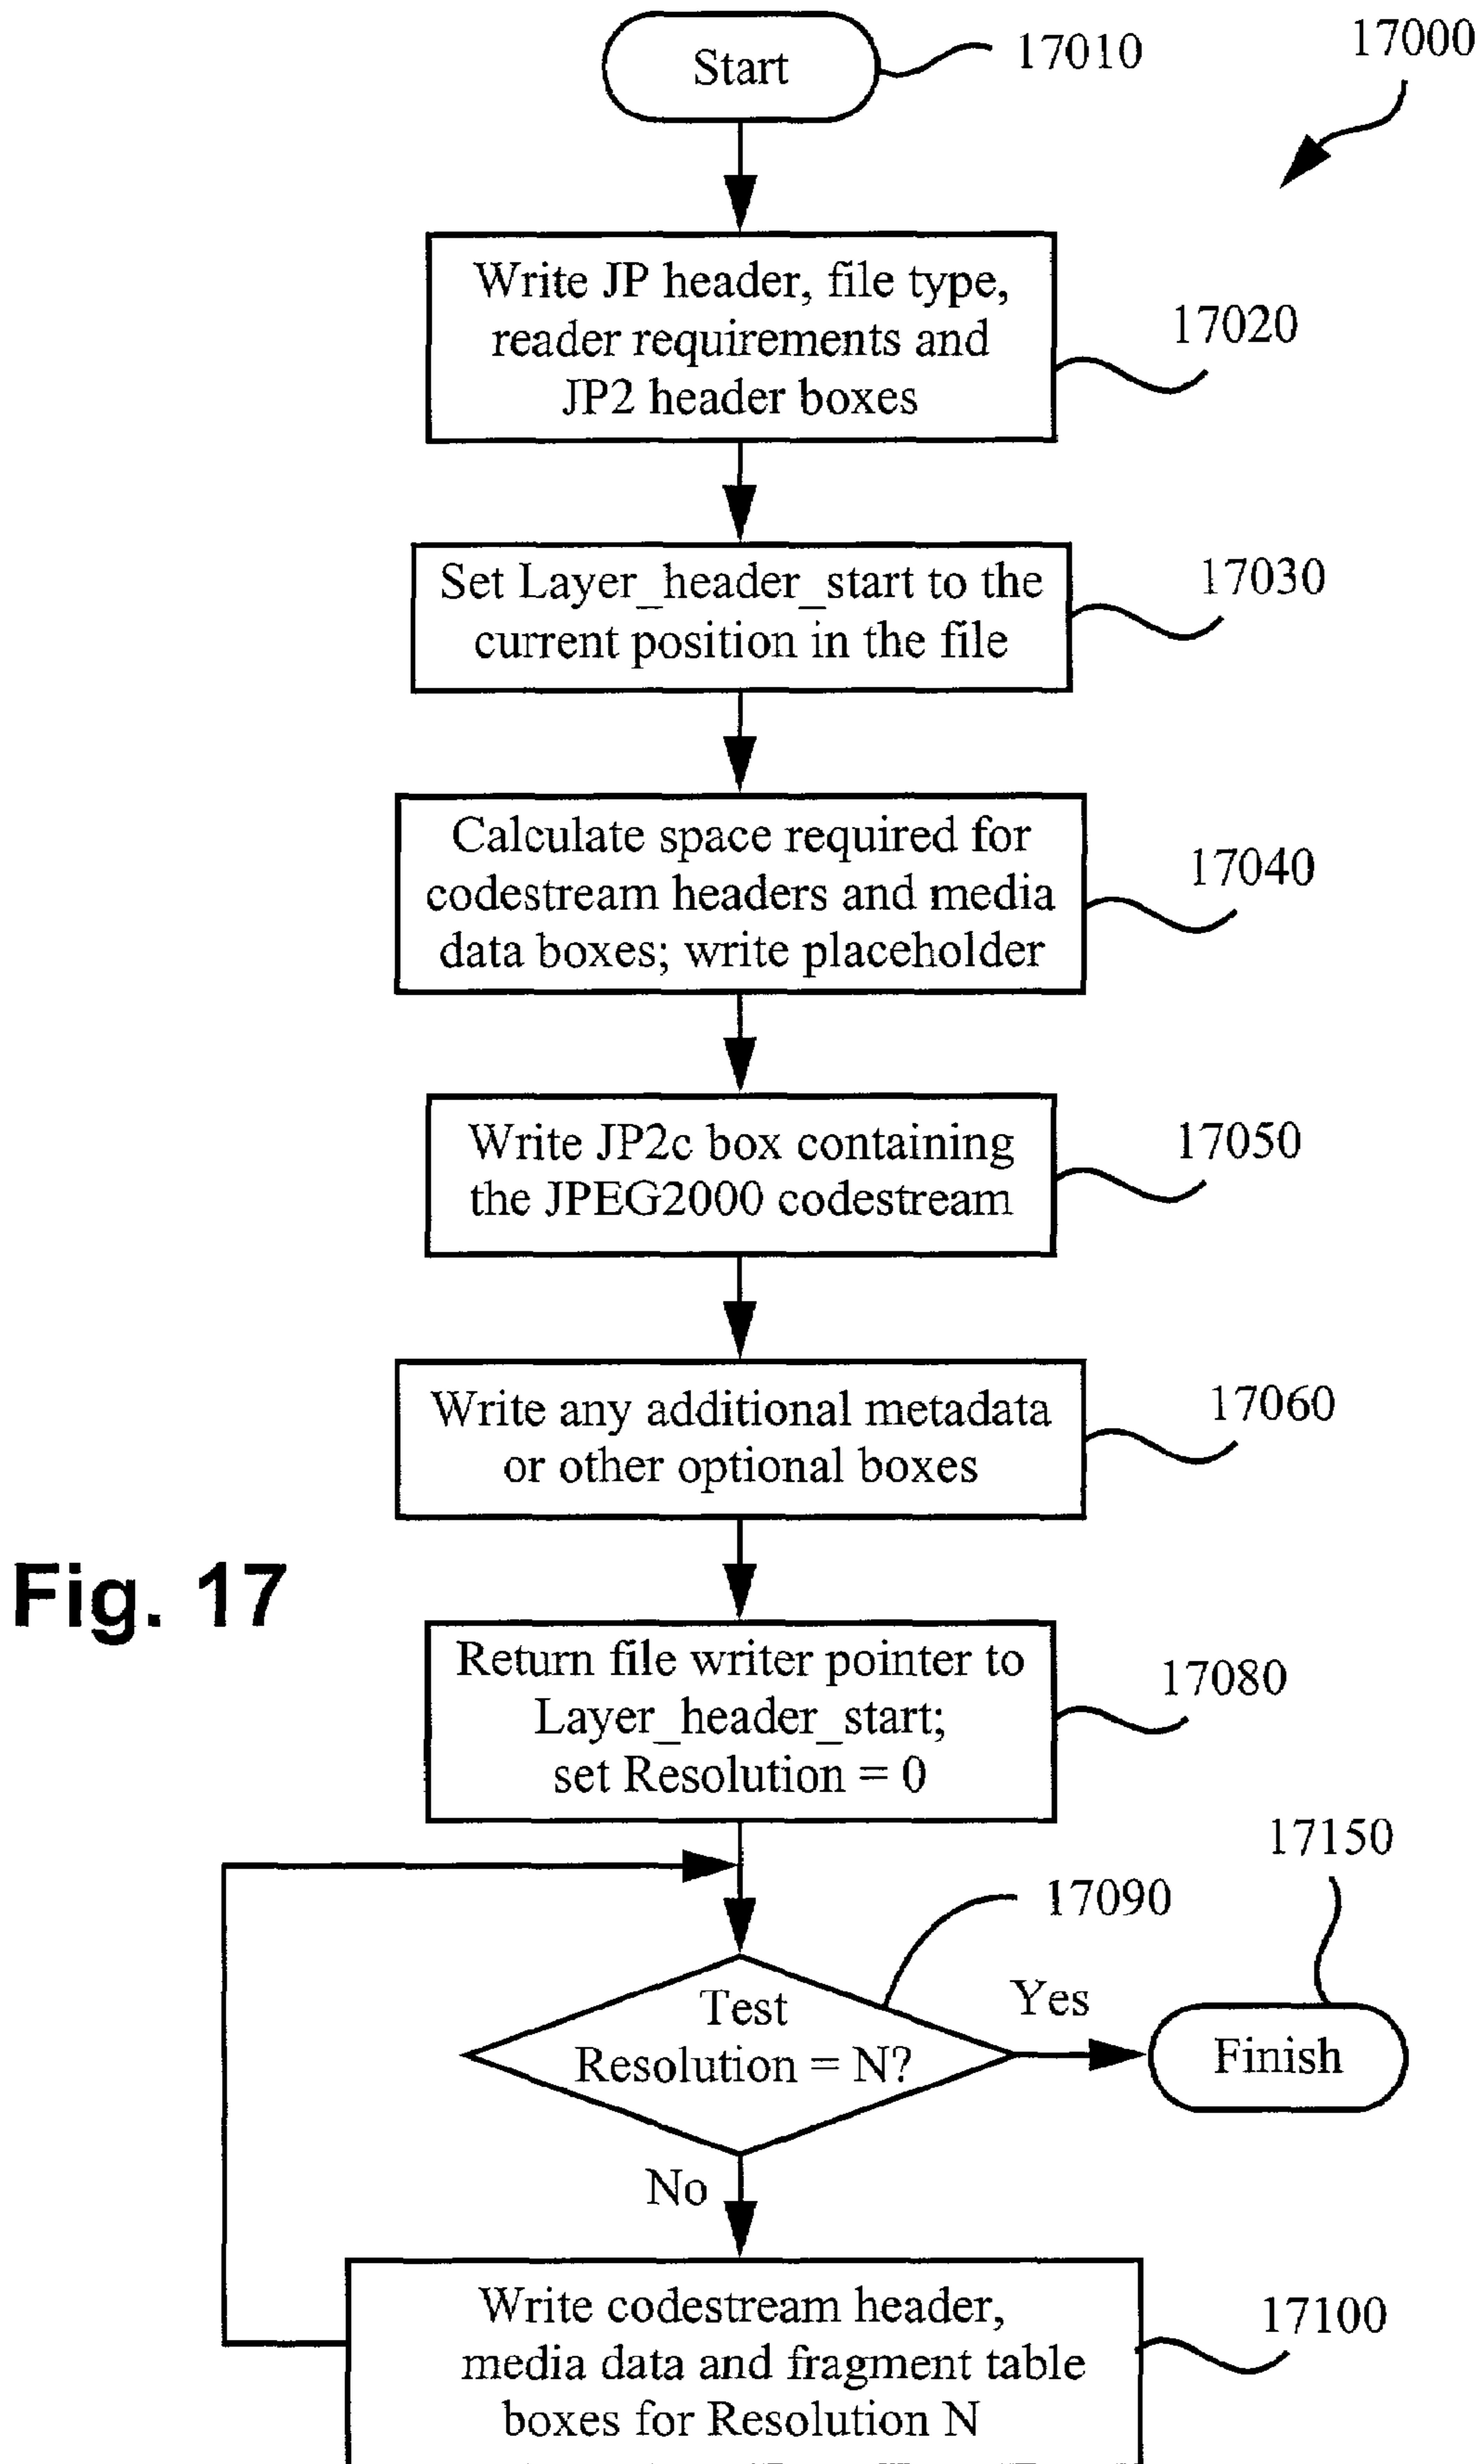 Start
17010
17000
Write JP header, file type,
reader requirements and
JP2 header boxes
17020
Set Layer_header_start to the
current position in the file
17030
Calculate space required for
codestream headers and media
data boxes; write placeholder
17040
Write JP2c box containing
the JPEG2000 codestream
17050
Write any additional metadata
or other optional boxes
17060
Fig. 17
Return file writer pointer to
Layer_header_start;
set Resolution = 0
17080
17150
17090
Test
Resolution = N?
Yes
Finish
No
Write codestream header,
media data and fragment table
boxes for Resolution N
17100